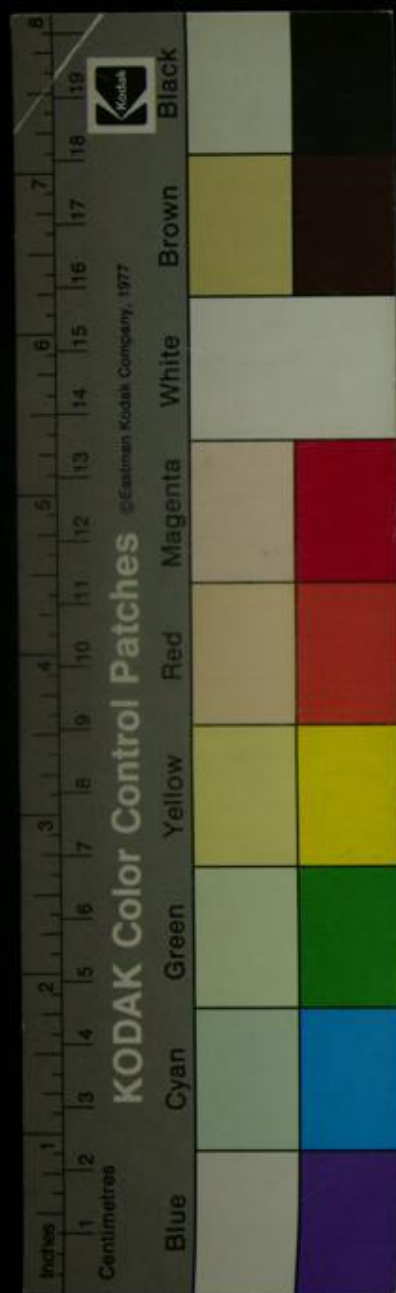 KODAK Color Control Patches ©Eastman Kodak Company, 1977
Kodak
Inches 1 2 3 4 5 6 7 8
Centimetres 1 2 3 4 5 6 7 8 9 10 11 12 13 14 15 16 17 18 19
Blue Cyan Green Yellow Red Magenta White Brown Black